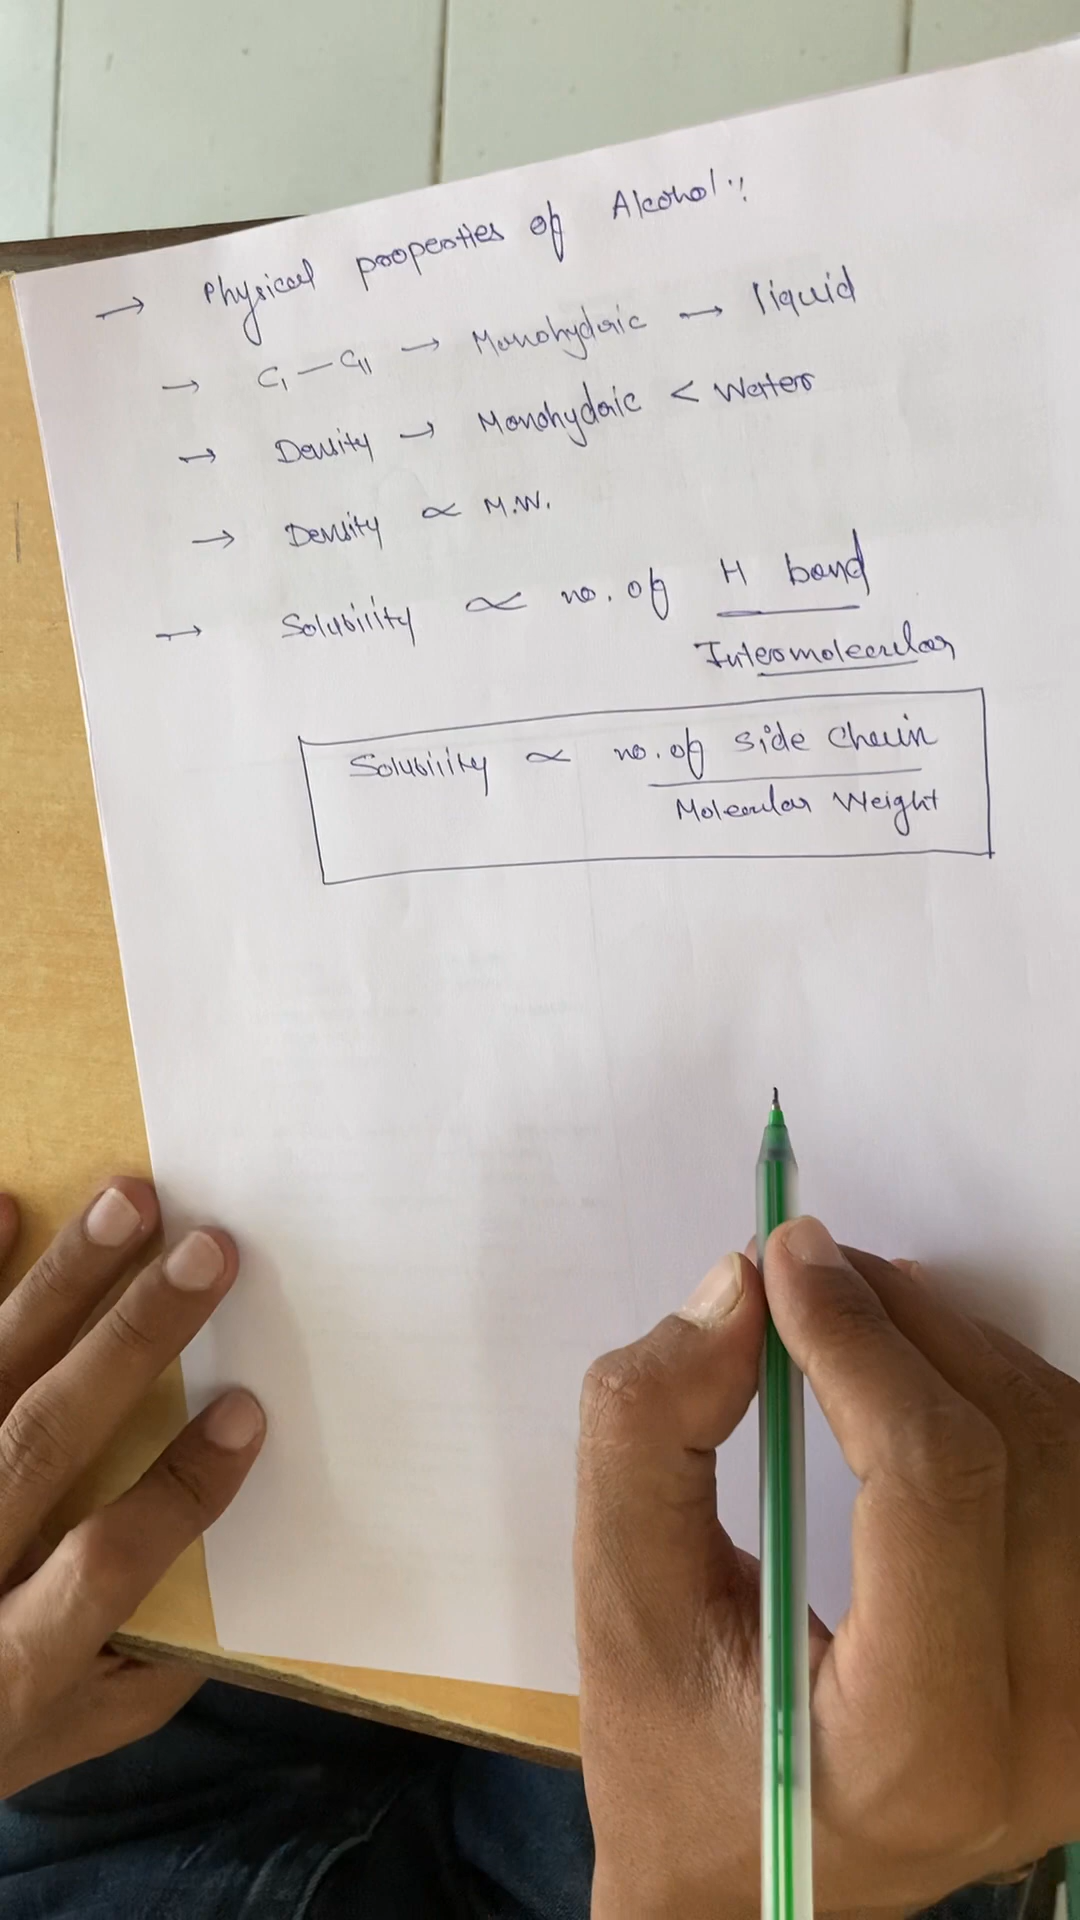 → Physical properties of Alcohol :!
→ C₁ — C₁₁ → Monohydric → liquid
→ Density → Monohydric < Water
→ Density ∝ M.W.
→ Solubility ∝ no. of H bond
Intermolecular
Solubility ∝ no. of side chain
Molecular Weight